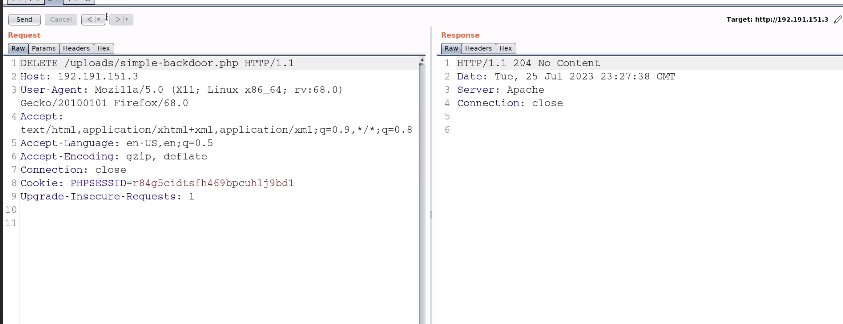 Send Cancel < > Target: http://192.191.151.3
Request
Raw Params Headers Hex
1 DELETE /uploads/simple-backdoor.php HTTP/1.1
2 Host: 192.191.151.3
3 User-Agent: Mozilla/5.0 (X11; Linux x86_64; rv:68.0)
Gecko/20100101 Firefox/68.0
4 Accept:
text/html,application/xhtml+xml,application/xml;q=0.9,*/*;q=0.8
5 Accept-Language: en-US,en;q=0.5
6 Accept-Encoding: gzip, deflate
7 Connection: close
8 Cookie: PHPSESSID=r84g5cidtsfh469bpcuhlj9bd1
9 Upgrade-Insecure-Requests: 1
10
11
Response
Raw Headers Hex
1 HTTP/1.1 204 No Content
2 Date: Tue, 25 Jul 2023 23:27:38 GMT
3 Server: Apache
4 Connection: close
5
6